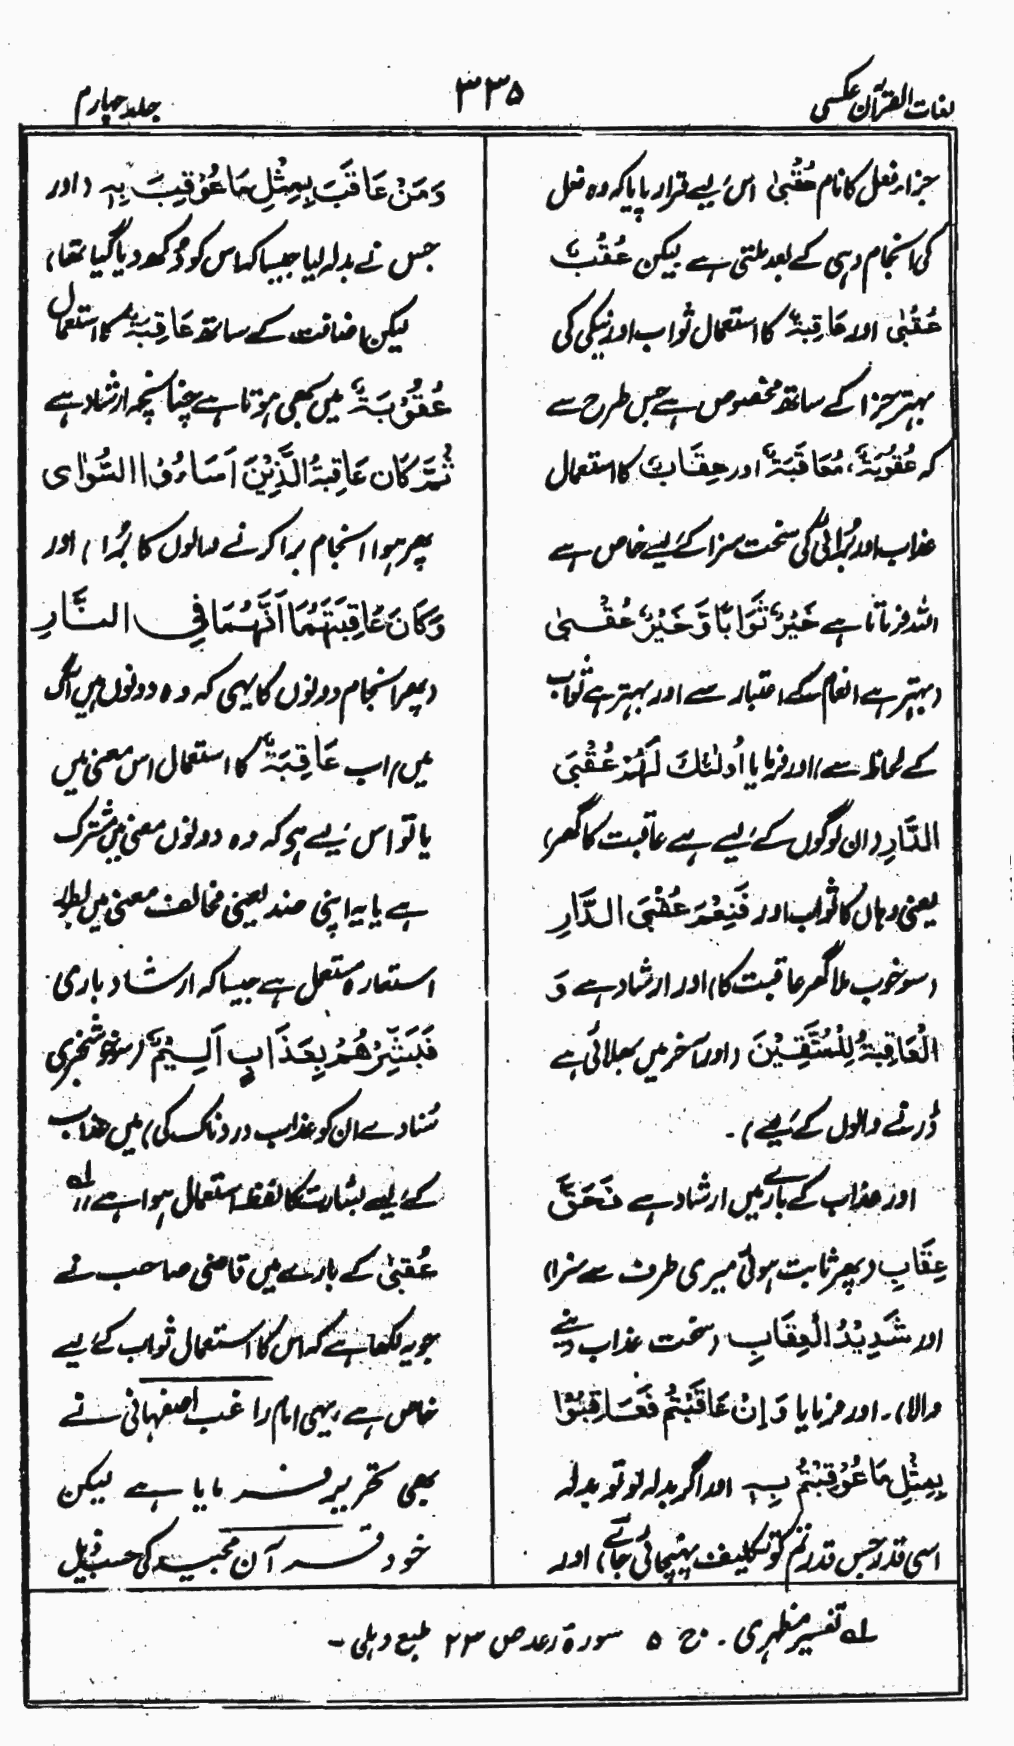 لغات القرآن عکسی
۳۳۵
جلد چہارم
جزار فعل کا نام عُقْبیٰ اس لیے قرار پایا کہ وہ فعل
کی انجام دہی کے بعد ملتی ہے لیکن عُقُبٌ
عُقْبٰی اور عَاقِبَۃٌ کا استعمال ثواب اور نیکی کی
بہتر جزا کے ساتھ مخصوص ہے جس طرح سے
کہ عُقُوْبَۃٌ، مُعَاقَبَۃٌ اور عِقَابٌ کا استعمال
عذاب اور برائی کی سخت سزا کے لیے خاص ہے
اللہ فرماتا ہے خَیْرٌ ثَوَابًا وَّخَیْرٌ عُقْبیٰ
(بہتر ہے انعام کے اعتبار سے اور بہتر ہے ثواب
کے لحاظ سے) اور فرمایا اُولٰئِكَ لَهُمْ عُقْبَی
الدَّارِ (ان لوگوں کے لیے ہے عاقبت کا گھر)
یعنی وہاں کا ثواب اور فَنِعْمَ عُقْبَی الدَّارِ
(سو خوب ملا گھر عاقبت کا) اور ارشاد ہے وَ
الْعَاقِبَةُ لِلْمُتَّقِیْنَ (اور آخر میں بھلائی ہے
ڈرنے والوں کے لیے)۔
اور عذاب کے بارے میں ارشاد ہے فَحَقَّ
عِقَابِ (پھر ثابت ہوئی میری طرف سے سزا)
اور شَدِیْدُ الْعِقَابِ (سخت عذاب دینے
والا)۔ اور فرمایا وَاِنْ عَاقَبْتُمْ فَعَاقِبُوْا
بِمِثْلِ مَا عُوْقِبْتُمْ بِہٖ اور اگر بدلہ لو تو بدلہ لو
اسی قدر جس قدر تم کو تکلیف پہنچائی جائے) اور
وَمَنْ عَاقَبَ بِمِثْلِ مَا عُوْقِبَ بِہٖ (اور
جس نے بدلہ لیا جیسا کہ اس کو دُکھ دیا گیا تھا)
لیکن اضافت کے ساتھ عَاقِبَۃٌ کا استعمال
عُقُوْبَۃٌ میں بھی ہوتا ہے چنانچہ ارشاد ہے
ثُمَّ كَانَ عَاقِبَةُ الَّذِیْنَ اَسَاءُوا السُّوْاٰی
پھر ہوا انجام برا کرنے والوں کا بُرا) اور
وَكَانَ عَاقِبَتَهُمَا اَنَّهُمَا فِی النَّارِ
(پھر انجام دونوں کا یہی کہ وہ دونوں ہیں آگ
میں) اب عَاقِبَۃٌ کا استعمال اس معنی میں
یا تو اس لیے ہے کہ وہ دونوں معنی میں مشترک
ہے یا یہ اپنی ضد یعنی مخالف معنی میں بطور
استعارہ مستعمل ہے جیسا کہ ارشاد باری
فَبَشِّرْهُمْ بِعَذَابٍ اَلِیْمٍ (سو خوشخبری
سُنا دے ان کو عذاب دردناک کی) میں عذاب
کے لیے بشارت کا لفظ استعمال ہوا ہے،، لہ
عُقْبیٰ کے بارے میں قاضی صاحب نے
جو یہ لکھا ہے کہ اس کا استعمال ثواب کے لیے
خاص ہے، یہی امام راغب اصفہانی نے
بھی تحریر فرمایا ہے لیکن
خود قرآن مجید کی حسب ذیل
لہ تفسیر مظہری۔ ج ۵ سورۃ رعد ص ۲۳ طبع دہلی۔